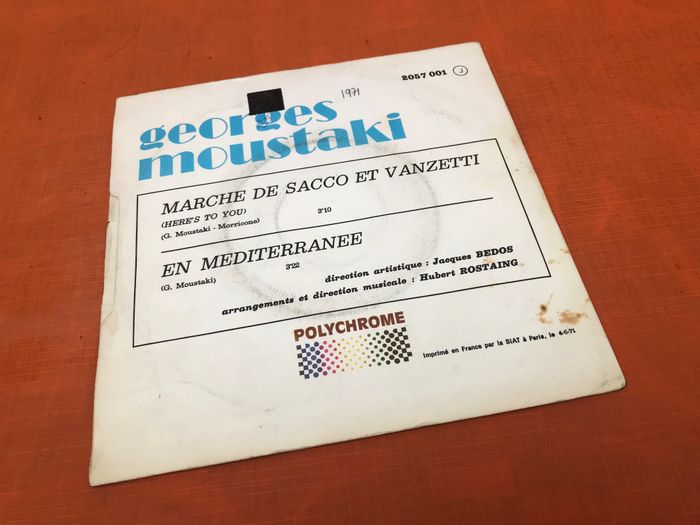 2057 001 J
1971
georges
moustaki
MARCHE DE SACCO ET VANZETTI
(HERE'S TO YOU)
(G. Moustaki - Morricone) 3'10
EN MEDITERRANEE
(G. Moustaki) 3'22
direction artistique : Jacques BEDOS
arrangements et direction musicale : Hubert ROSTAING
POLYCHROME
Imprimé en France par la SIAT à Paris, le 4-6-71